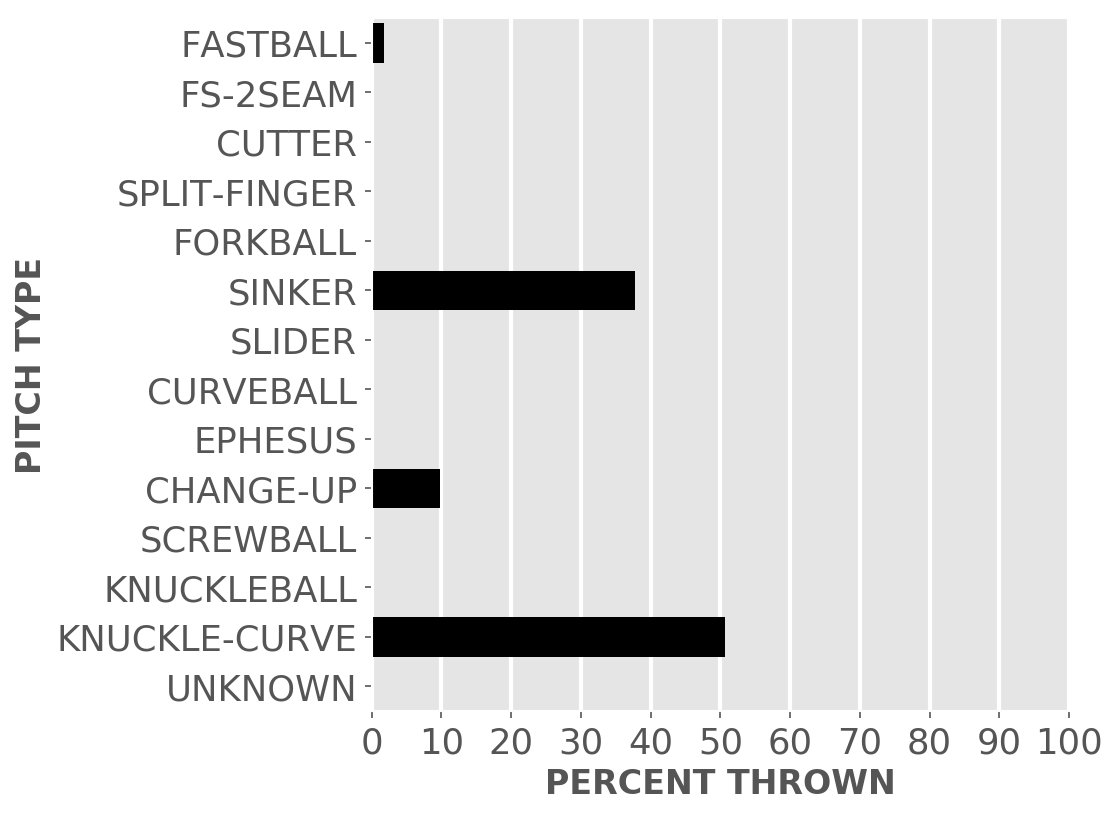 FASTBALL
FS-2SEAM
CUTTER
SPLIT-FINGER
FORKBALL
SINKER
SLIDER
CURVEBALL
EPHESUS
CHANGE-UP
SCREWBALL
KNUCKLEBALL
KNUCKLE-CURVE
UNKNOWN
PITCH TYPE
0 10 20 30 40 50 60 70 80 90 100
PERCENT THROWN